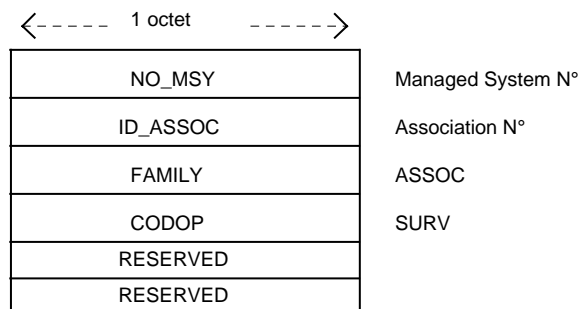 1 octet
NO_MSY Managed System N°
ID_ASSOC Association N°
FAMILY ASSOC
CODOP SURV
RESERVED
RESERVED